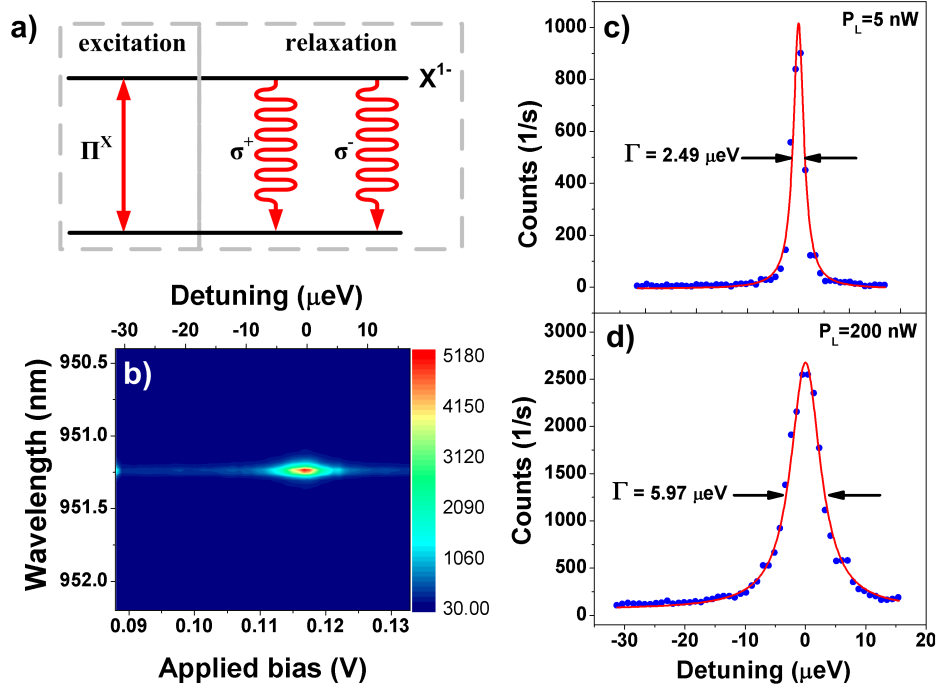 a)
excitation
relaxation
X1-
ΠX
σ+
σ-
Detuning (μeV)
-30 -20 -10 0 10
b)
Wavelength (nm)
950.5
951.0
951.5
952.0
5180
4150
3120
2090
1060
30.00
0.09 0.10 0.11 0.12 0.13
Applied bias (V)
c)
PL=5 nW
Counts (1/s)
1000
800
600
400
200
0
Γ = 2.49 μeV
d)
PL=200 nW
Counts (1/s)
3000
2500
2000
1500
1000
500
0
Γ = 5.97 μeV
-30 -20 -10 0 10 20
Detuning (μeV)